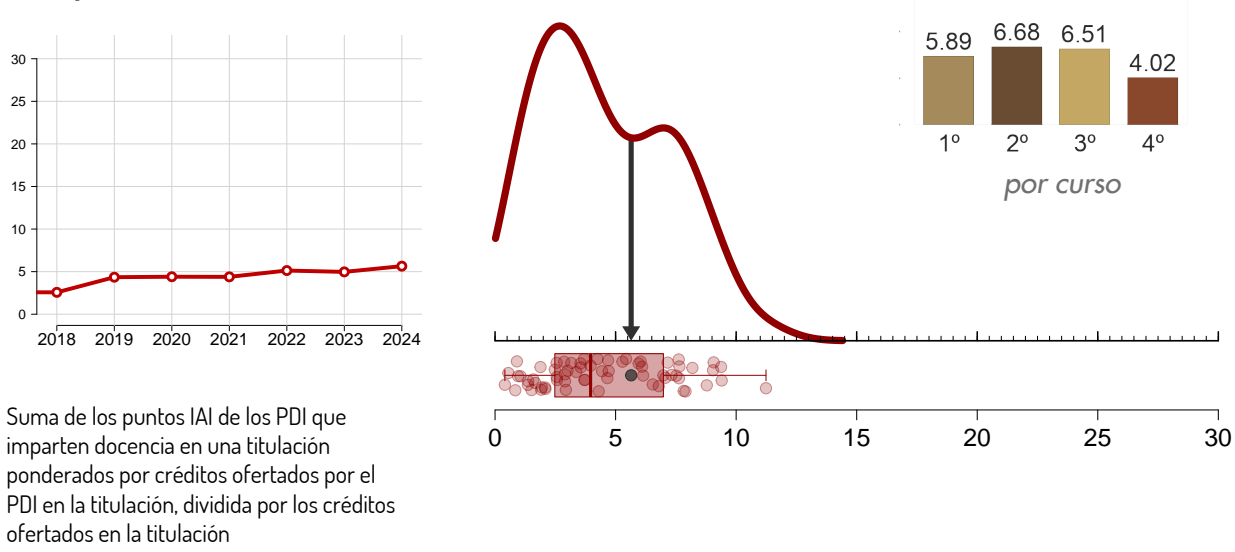 30
25
20
15
10
5
0
2018 2019 2020 2021 2022 2023 2024
Suma de los puntos IAI de los PDI que
imparten docencia en una titulación
ponderados por créditos ofertados por el
PDI en la titulación, dividida por los créditos
ofertados en la titulación
0 5 10 15 20 25 30
5.89 6.68 6.51 4.02
1º 2º 3º 4º
por curso